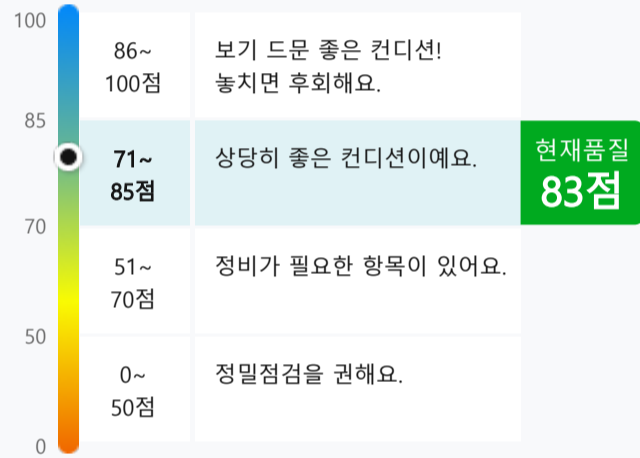 100
86~
100점
보기 드문 좋은 컨디션!
놓치면 후회해요.
85
71~
85점
상당히 좋은 컨디션이예요.
현재품질
83점
70
51~
70점
정비가 필요한 항목이 있어요.
50
0~
50점
정밀점검을 권해요.
0